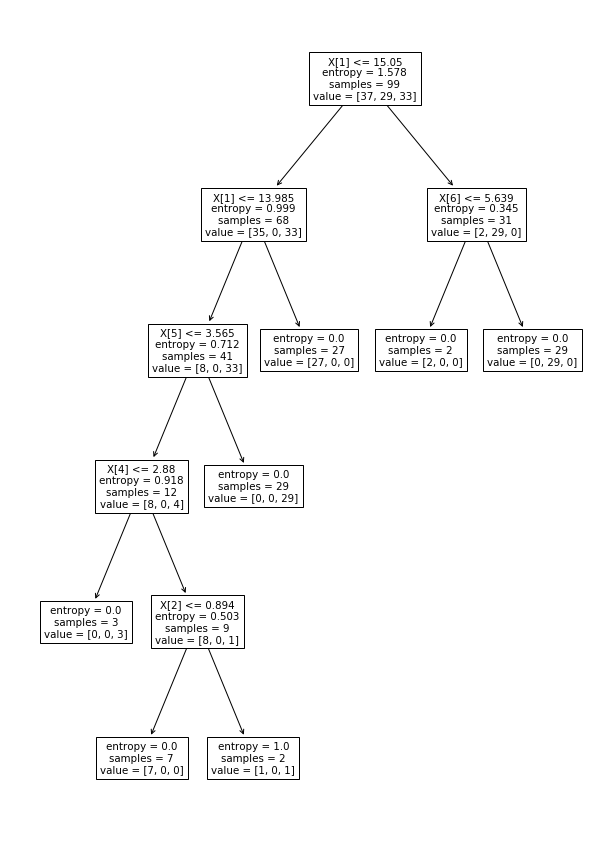 X[1] <= 15.05
entropy = 1.578
samples = 99
value = [37, 29, 33]
X[1] <= 13.985
entropy = 0.999
samples = 68
value = [35, 0, 33]
X[6] <= 5.639
entropy = 0.345
samples = 31
value = [2, 29, 0]
X[5] <= 3.565
entropy = 0.712
samples = 41
value = [8, 0, 33]
entropy = 0.0
samples = 27
value = [27, 0, 0]
entropy = 0.0
samples = 2
value = [2, 0, 0]
entropy = 0.0
samples = 29
value = [0, 29, 0]
X[4] <= 2.88
entropy = 0.918
samples = 12
value = [8, 0, 4]
entropy = 0.0
samples = 29
value = [0, 0, 29]
entropy = 0.0
samples = 3
value = [0, 0, 3]
X[2] <= 0.894
entropy = 0.503
samples = 9
value = [8, 0, 1]
entropy = 0.0
samples = 7
value = [7, 0, 0]
entropy = 1.0
samples = 2
value = [1, 0, 1]